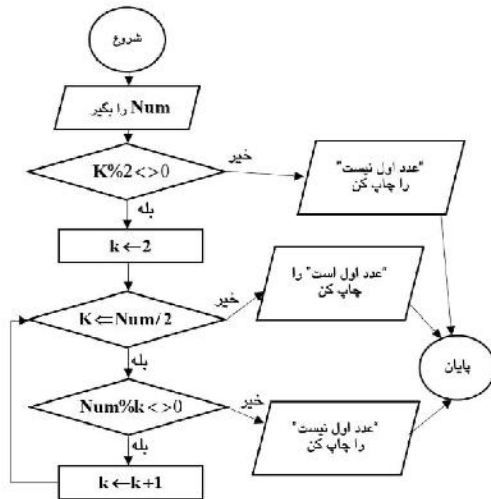 شروع
Num را بگیر
K%2<>0
خیر
"عدد اول نیست"
را چاپ کن
بله
k←2
"عدد اول است" را
چاپ کن
خیر
K⇐Num/2
پایان
بله
خیر
Num%k<>0
"عدد اول نیست"
را چاپ کن
بله
k←k+1